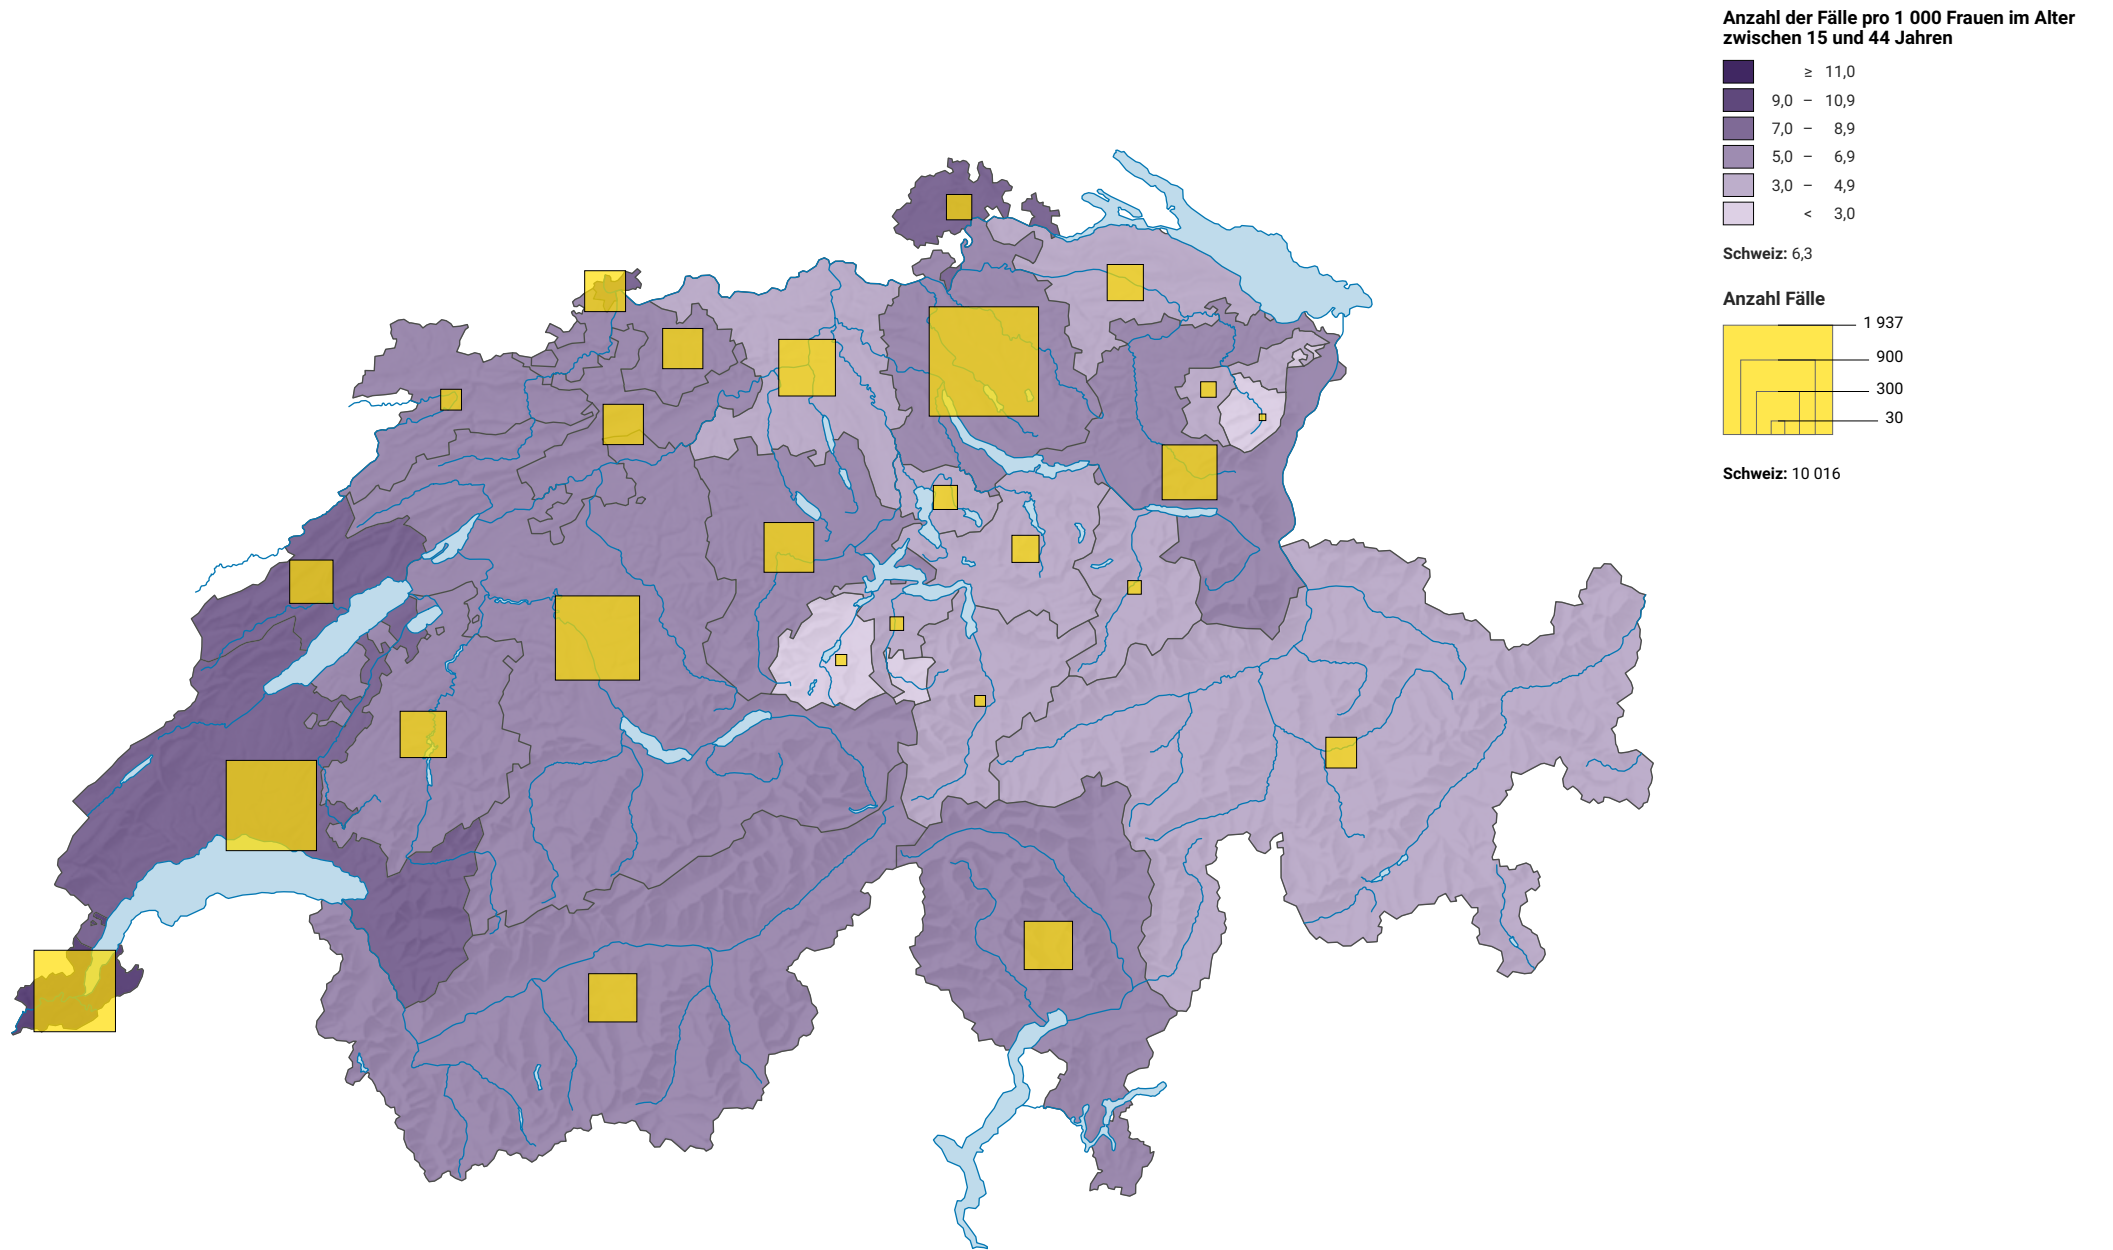 Anzahl der Fälle pro 1 000 Frauen im Alter
zwischen 15 und 44 Jahren
≥ 11,0
9,0 – 10,9
7,0 – 8,9
5,0 – 6,9
3,0 – 4,9
< 3,0
Schweiz: 6,3
Anzahl Fälle
1 937
900
300
30
Schweiz: 10 016